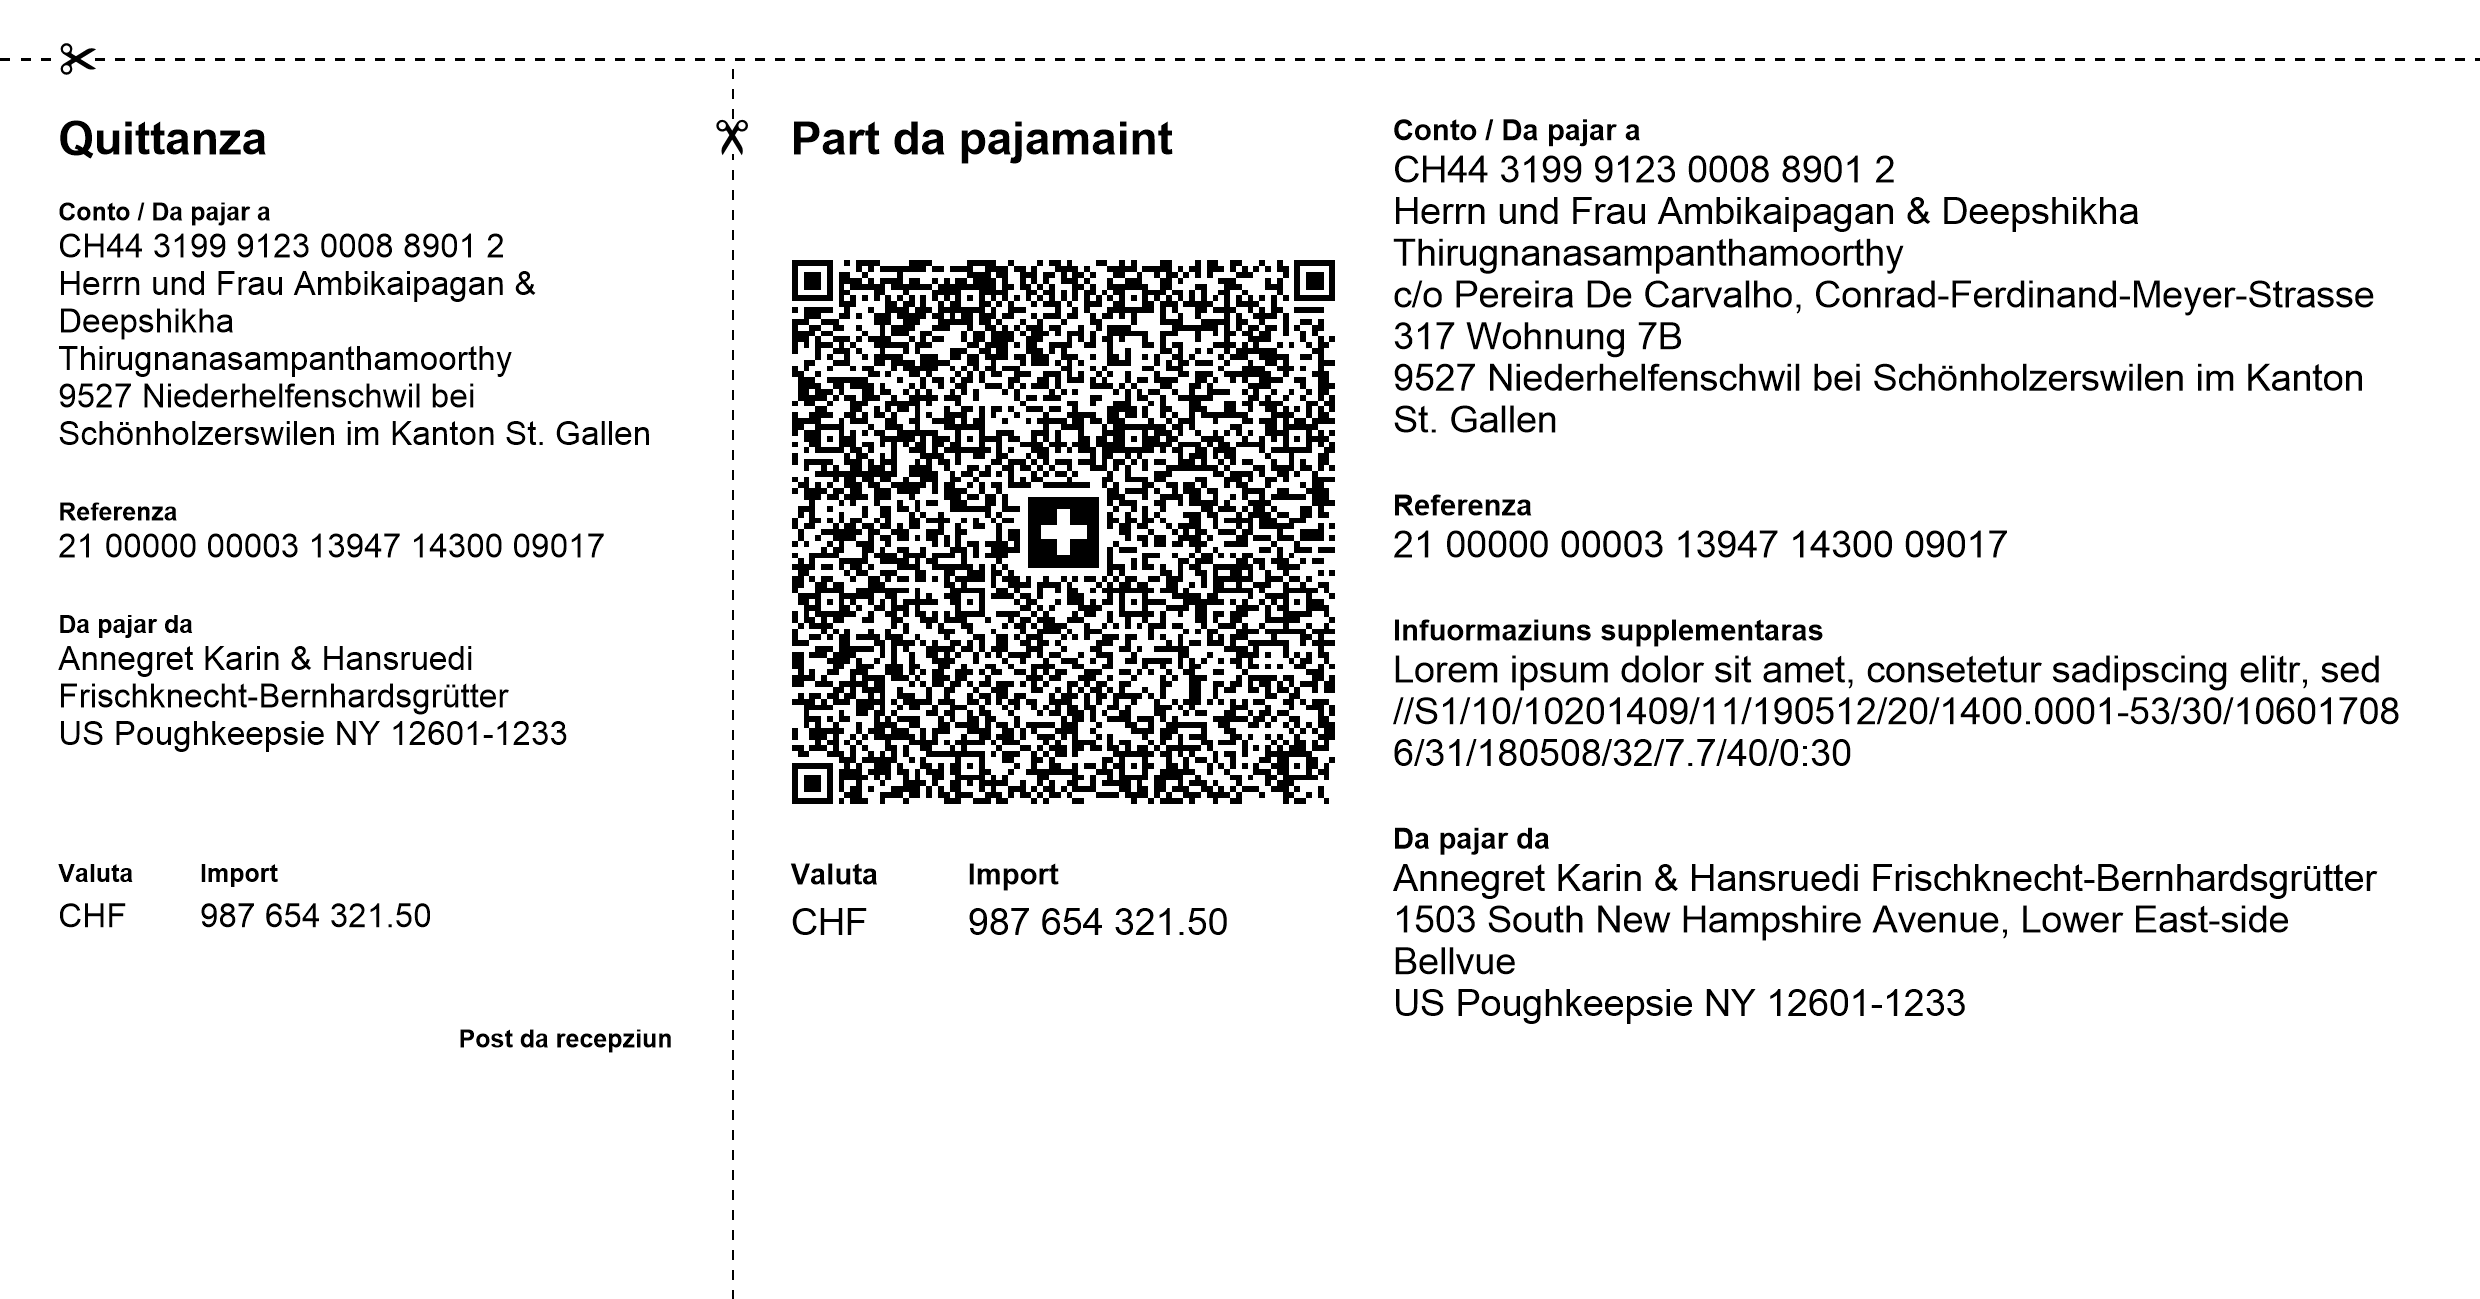 Quittanza
Conto / Da pajar a
CH44 3199 9123 0008 8901 2
Herrn und Frau Ambikaipagan &
Deepshikha
Thirugnanasampanthamoorthy
9527 Niederhelfenschwil bei
Schönholzerswilen im Kanton St. Gallen
Referenza
21 00000 00003 13947 14300 09017
Da pajar da
Annegret Karin & Hansruedi
Frischknecht-Bernhardsgrütter
US Poughkeepsie NY 12601-1233
Valuta Import
CHF 987 654 321.50
Post da recepziun
Part da pajamaint
Valuta Import
CHF 987 654 321.50
Conto / Da pajar a
CH44 3199 9123 0008 8901 2
Herrn und Frau Ambikaipagan & Deepshikha
Thirugnanasampanthamoorthy
c/o Pereira De Carvalho, Conrad-Ferdinand-Meyer-Strasse
317 Wohnung 7B
9527 Niederhelfenschwil bei Schönholzerswilen im Kanton
St. Gallen
Referenza
21 00000 00003 13947 14300 09017
Infuormaziuns supplementaras
Lorem ipsum dolor sit amet, consetetur sadipscing elitr, sed
//S1/10/10201409/11/190512/20/1400.0001-53/30/10601708
6/31/180508/32/7.7/40/0:30
Da pajar da
Annegret Karin & Hansruedi Frischknecht-Bernhardsgrütter
1503 South New Hampshire Avenue, Lower East-side
Bellvue
US Poughkeepsie NY 12601-1233